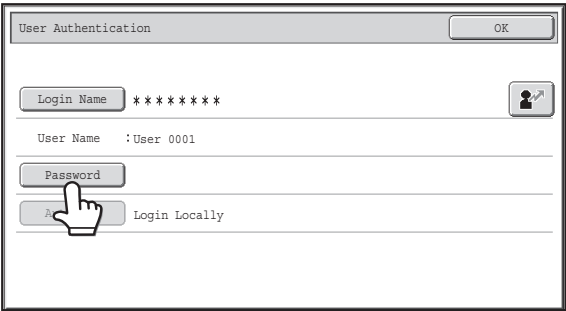 User Authentication OK
Login Name ********
User Name :User 0001
Password
Login Locally